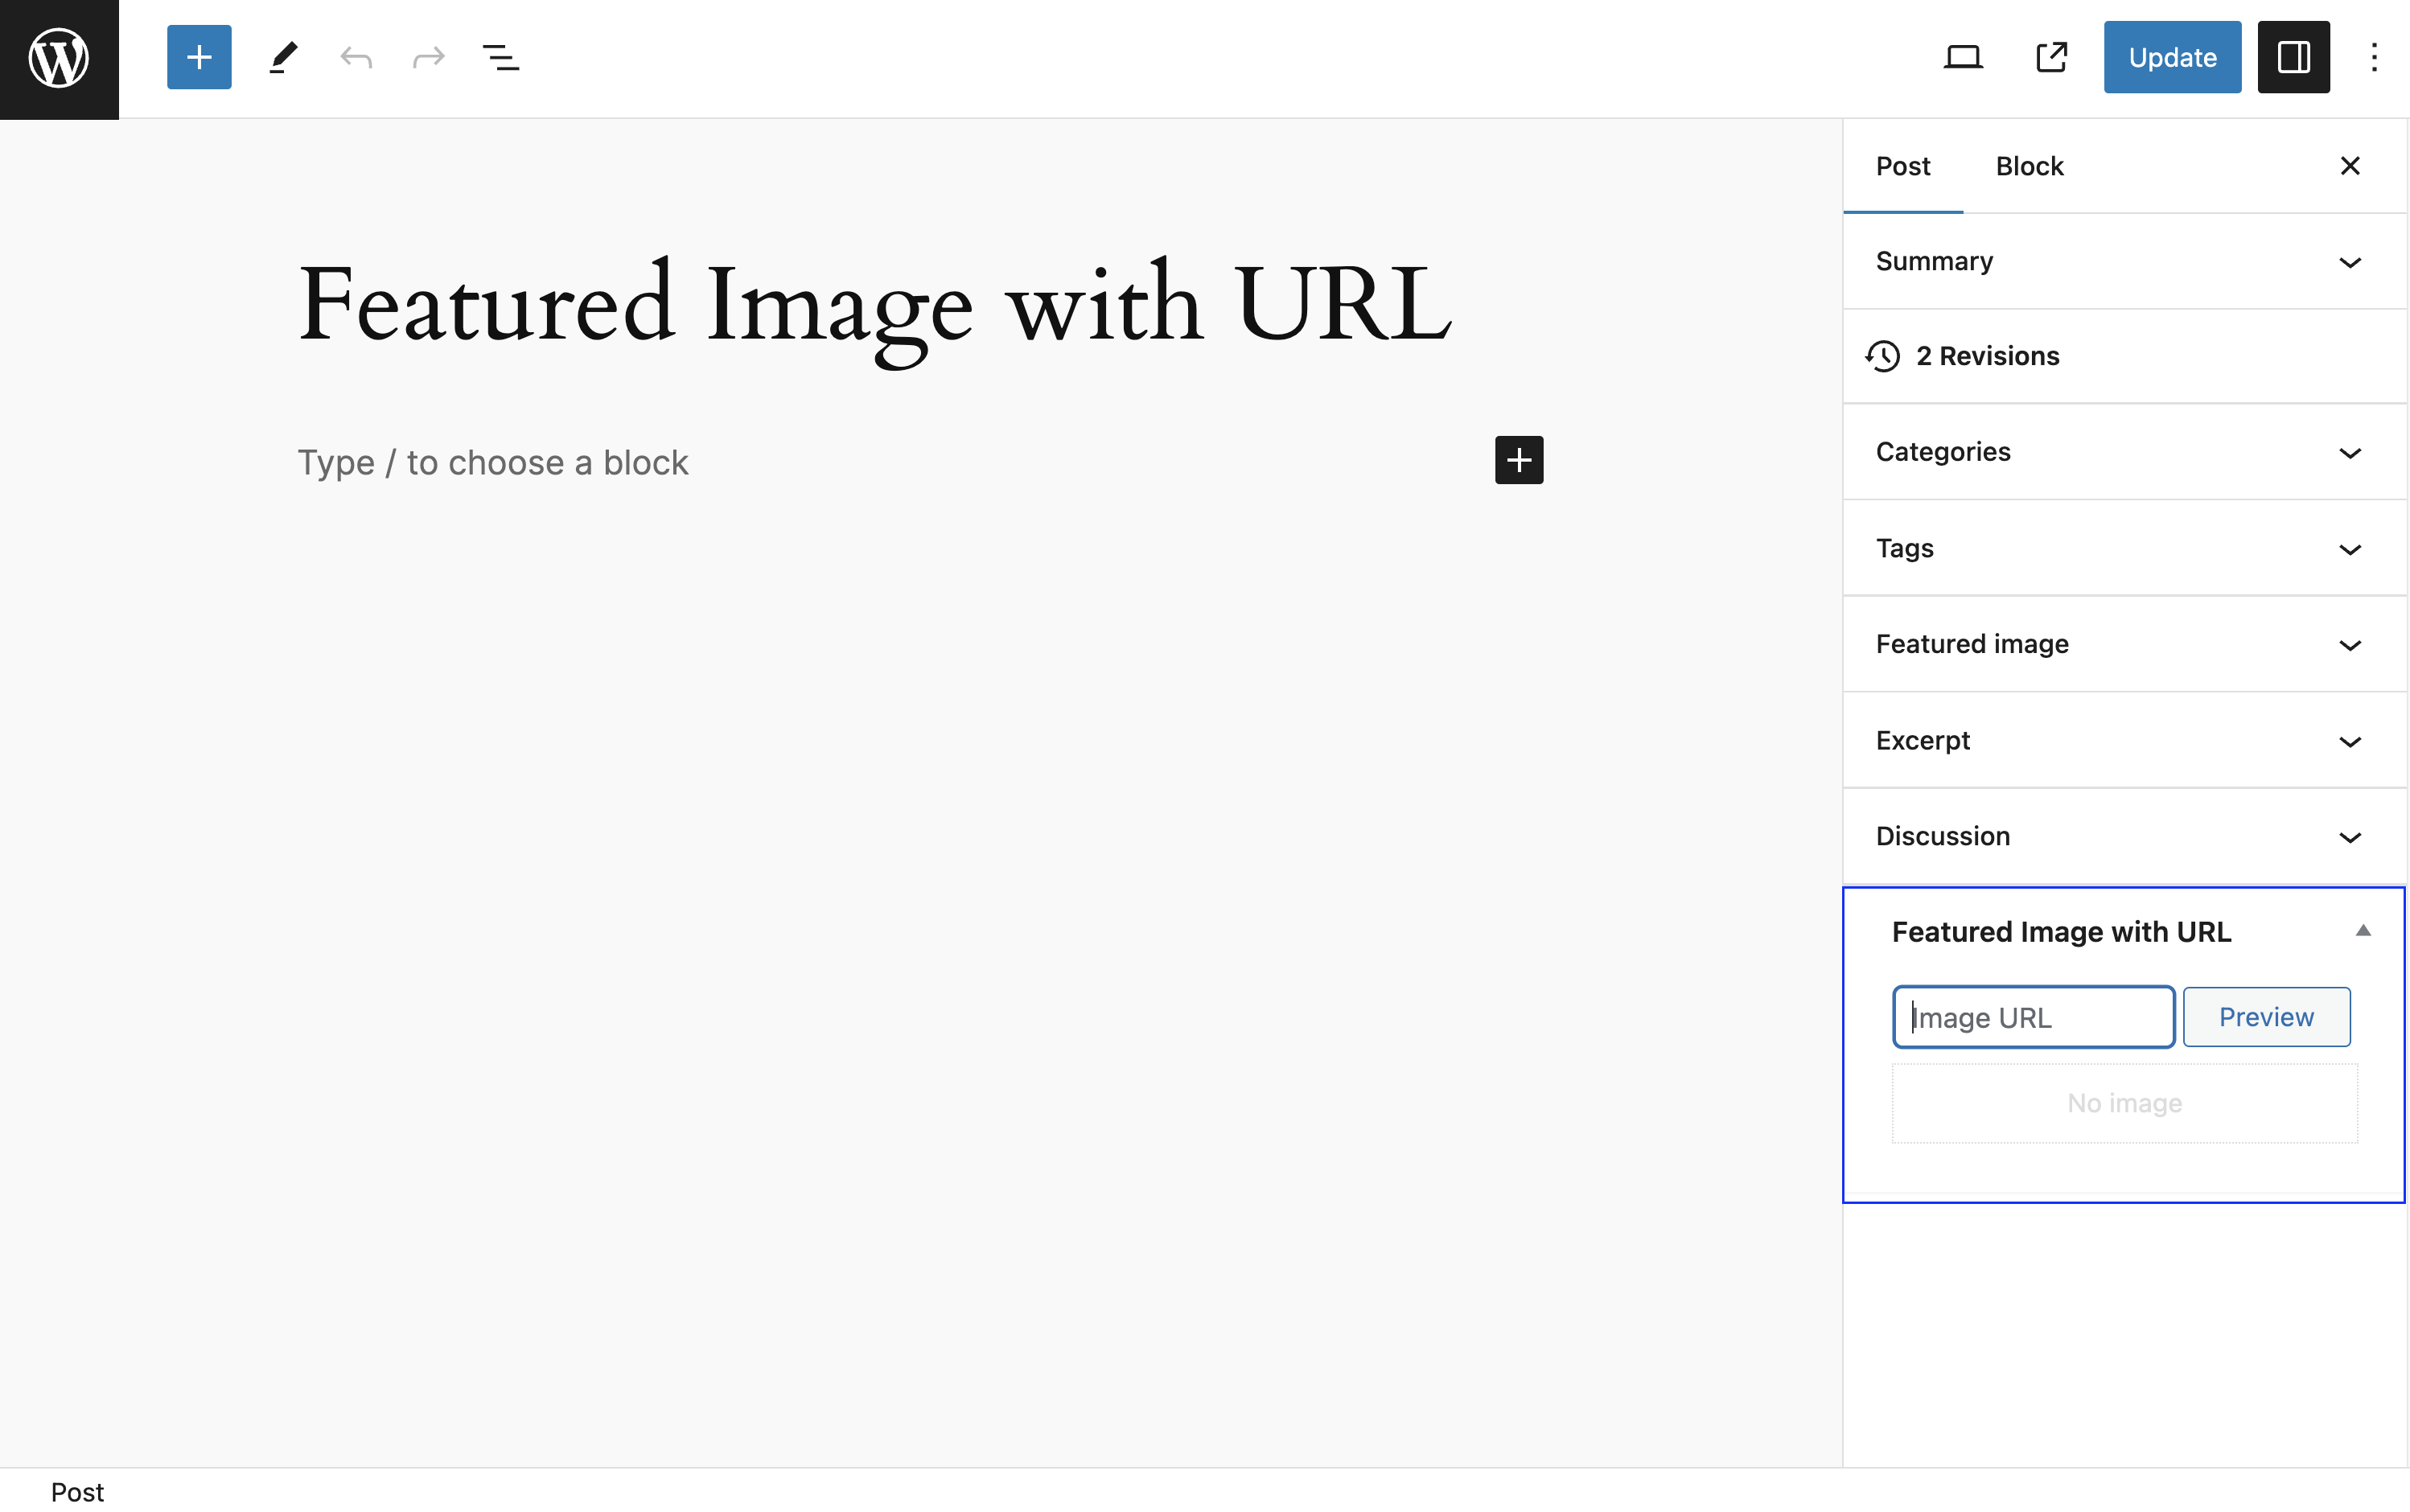 Update
Post Block
Summary
2 Revisions
Categories
Tags
Featured image
Excerpt
Discussion
Featured Image with URL
Image URL Preview
No image
Featured Image with URL
Type / to choose a block
Post